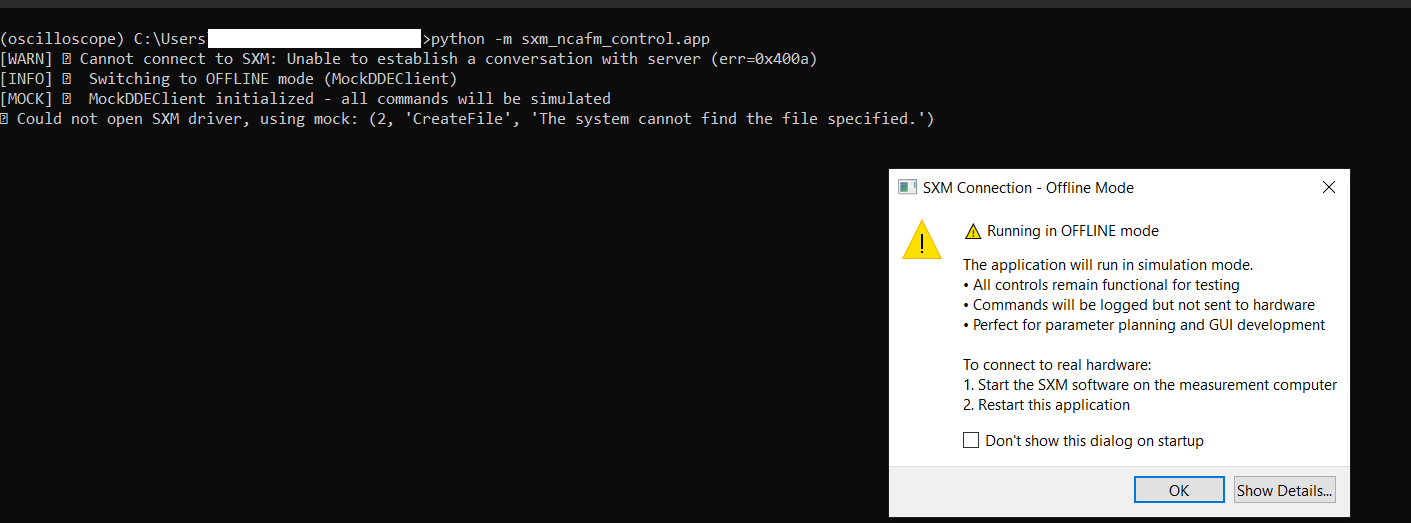 (oscilloscope) C:\Users >python -m sxm_ncafm_control.app
[WARN] Cannot connect to SXM: Unable to establish a conversation with server (err=0x400a)
[INFO] Switching to OFFLINE mode (MockDDEClient)
[MOCK] MockDDEClient initialized - all commands will be simulated
Could not open SXM driver, using mock: (2, 'CreateFile', 'The system cannot find the file specified.')
SXM Connection - Offline Mode
Running in OFFLINE mode
The application will run in simulation mode.
• All controls remain functional for testing
• Commands will be logged but not sent to hardware
• Perfect for parameter planning and GUI development
To connect to real hardware:
1. Start the SXM software on the measurement computer
2. Restart this application
Don't show this dialog on startup
OK Show Details...